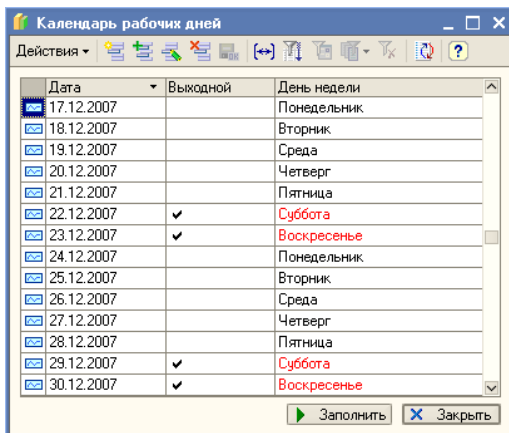 Календарь рабочих дней
Действия
Дата Выходной День недели
17.12.2007 Понедельник
18.12.2007 Вторник
19.12.2007 Среда
20.12.2007 Четверг
21.12.2007 Пятница
22.12.2007 Суббота
23.12.2007 Воскресенье
24.12.2007 Понедельник
25.12.2007 Вторник
26.12.2007 Среда
27.12.2007 Четверг
28.12.2007 Пятница
29.12.2007 Суббота
30.12.2007 Воскресенье
Заполнить Закрыть